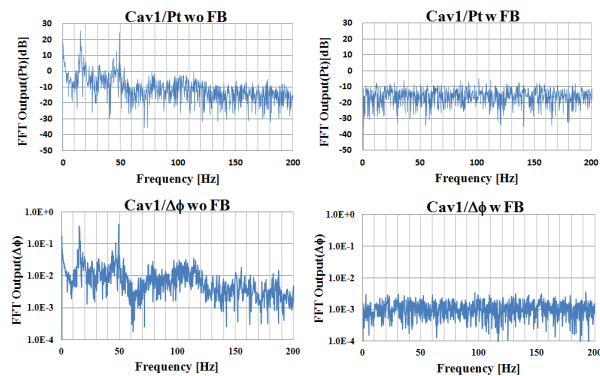 Cav1/Pt wo FB
FFT Output(Pt)[dB]
30
20
10
0
-10
-20
-30
-40
-50
0 50 100 150 200
Frequency [Hz]
Cav1/Pt w FB
FFT Output((Pt)[dB]
50
40
30
20
10
0
-10
-20
-30
-40
-50
0 50 100 150 200
Frequency [Hz]
Cav1/Δϕ wo FB
FFT Output(Δϕ)
1.0E+0
1.0E-1
1.0E-2
1.0E-3
1.0E-4
0 50 100 150 200
Frequency [Hz]
Cav1/Δϕ w FB
FFT Output(Δϕ)
1.0E+0
1.0E-1
1.0E-2
1.0E-3
1.0E-4
0 50 100 150 200
Frequency [Hz]